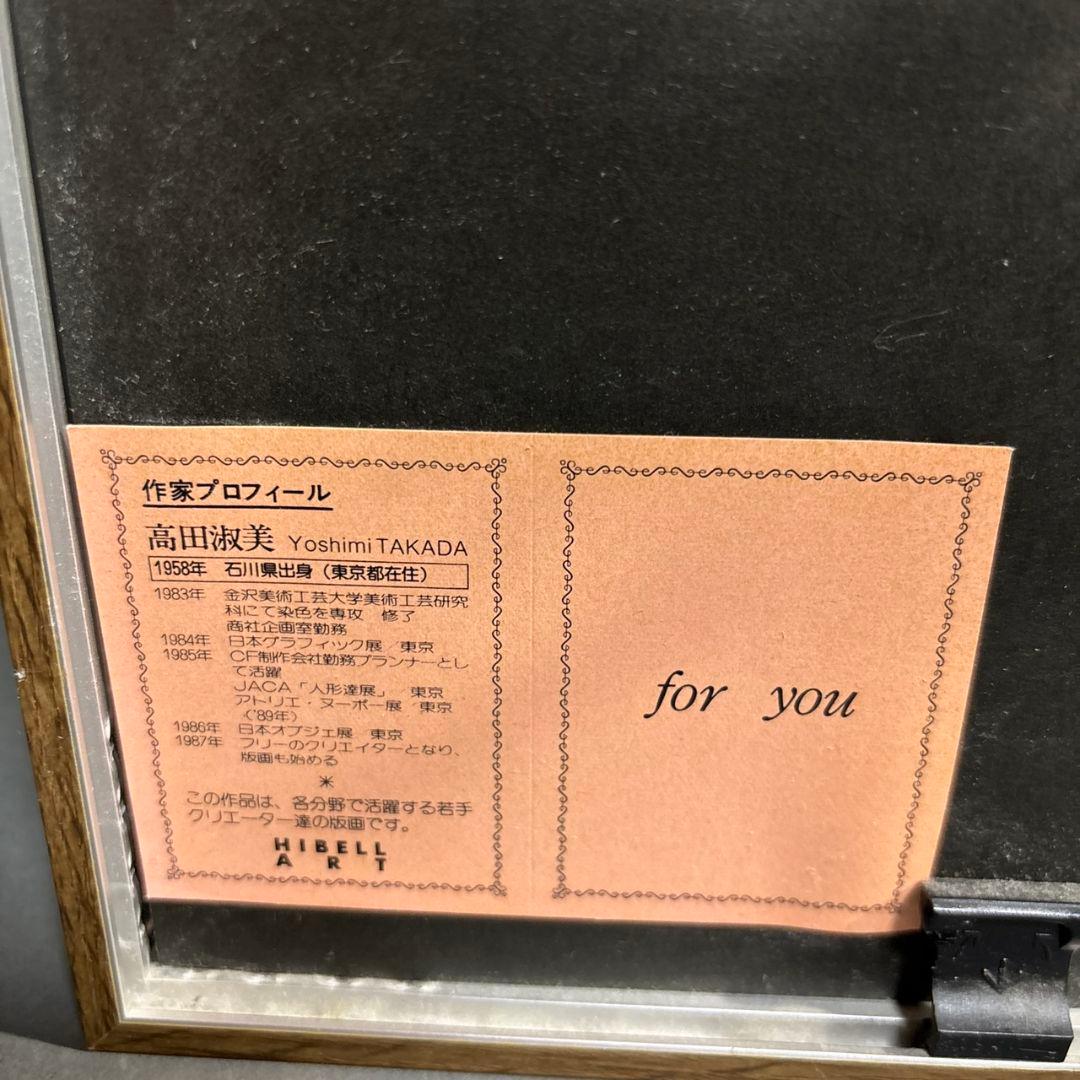 作家プロフィール
高田淑美 Yoshimi TAKADA
1958年 石川県出身（東京都在住）
1983年 金沢美術工芸大学美術工芸研究
科にて染色を専攻 修了
商社企画室勤務
1984年 日本グラフィック展／東京
1985年 CF制作会社勤務プランナーとし
て活躍
JACA「人形達展」 東京
アトリエ・ヌーボー展／東京
（'89年）
1986年 日本オブジェ展 東京
1987年 フリーのクリエイターとなり、
版画も始める
＊
この作品は、各分野で活躍する若手
クリエーター達の版画です。
HIBELL
ART
for you